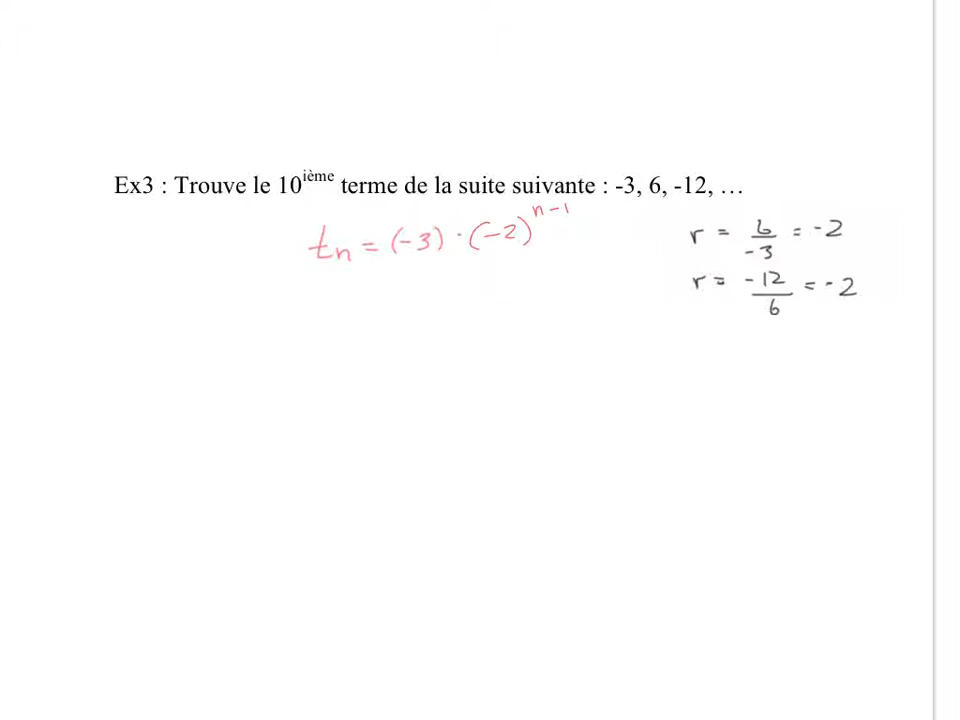 Ex3 : Trouve le 10ième terme de la suite suivante : -3, 6, -12, …
tn = (-3) · (-2)^n-1
r = 6/-3 = -2
r = -12/6 = -2